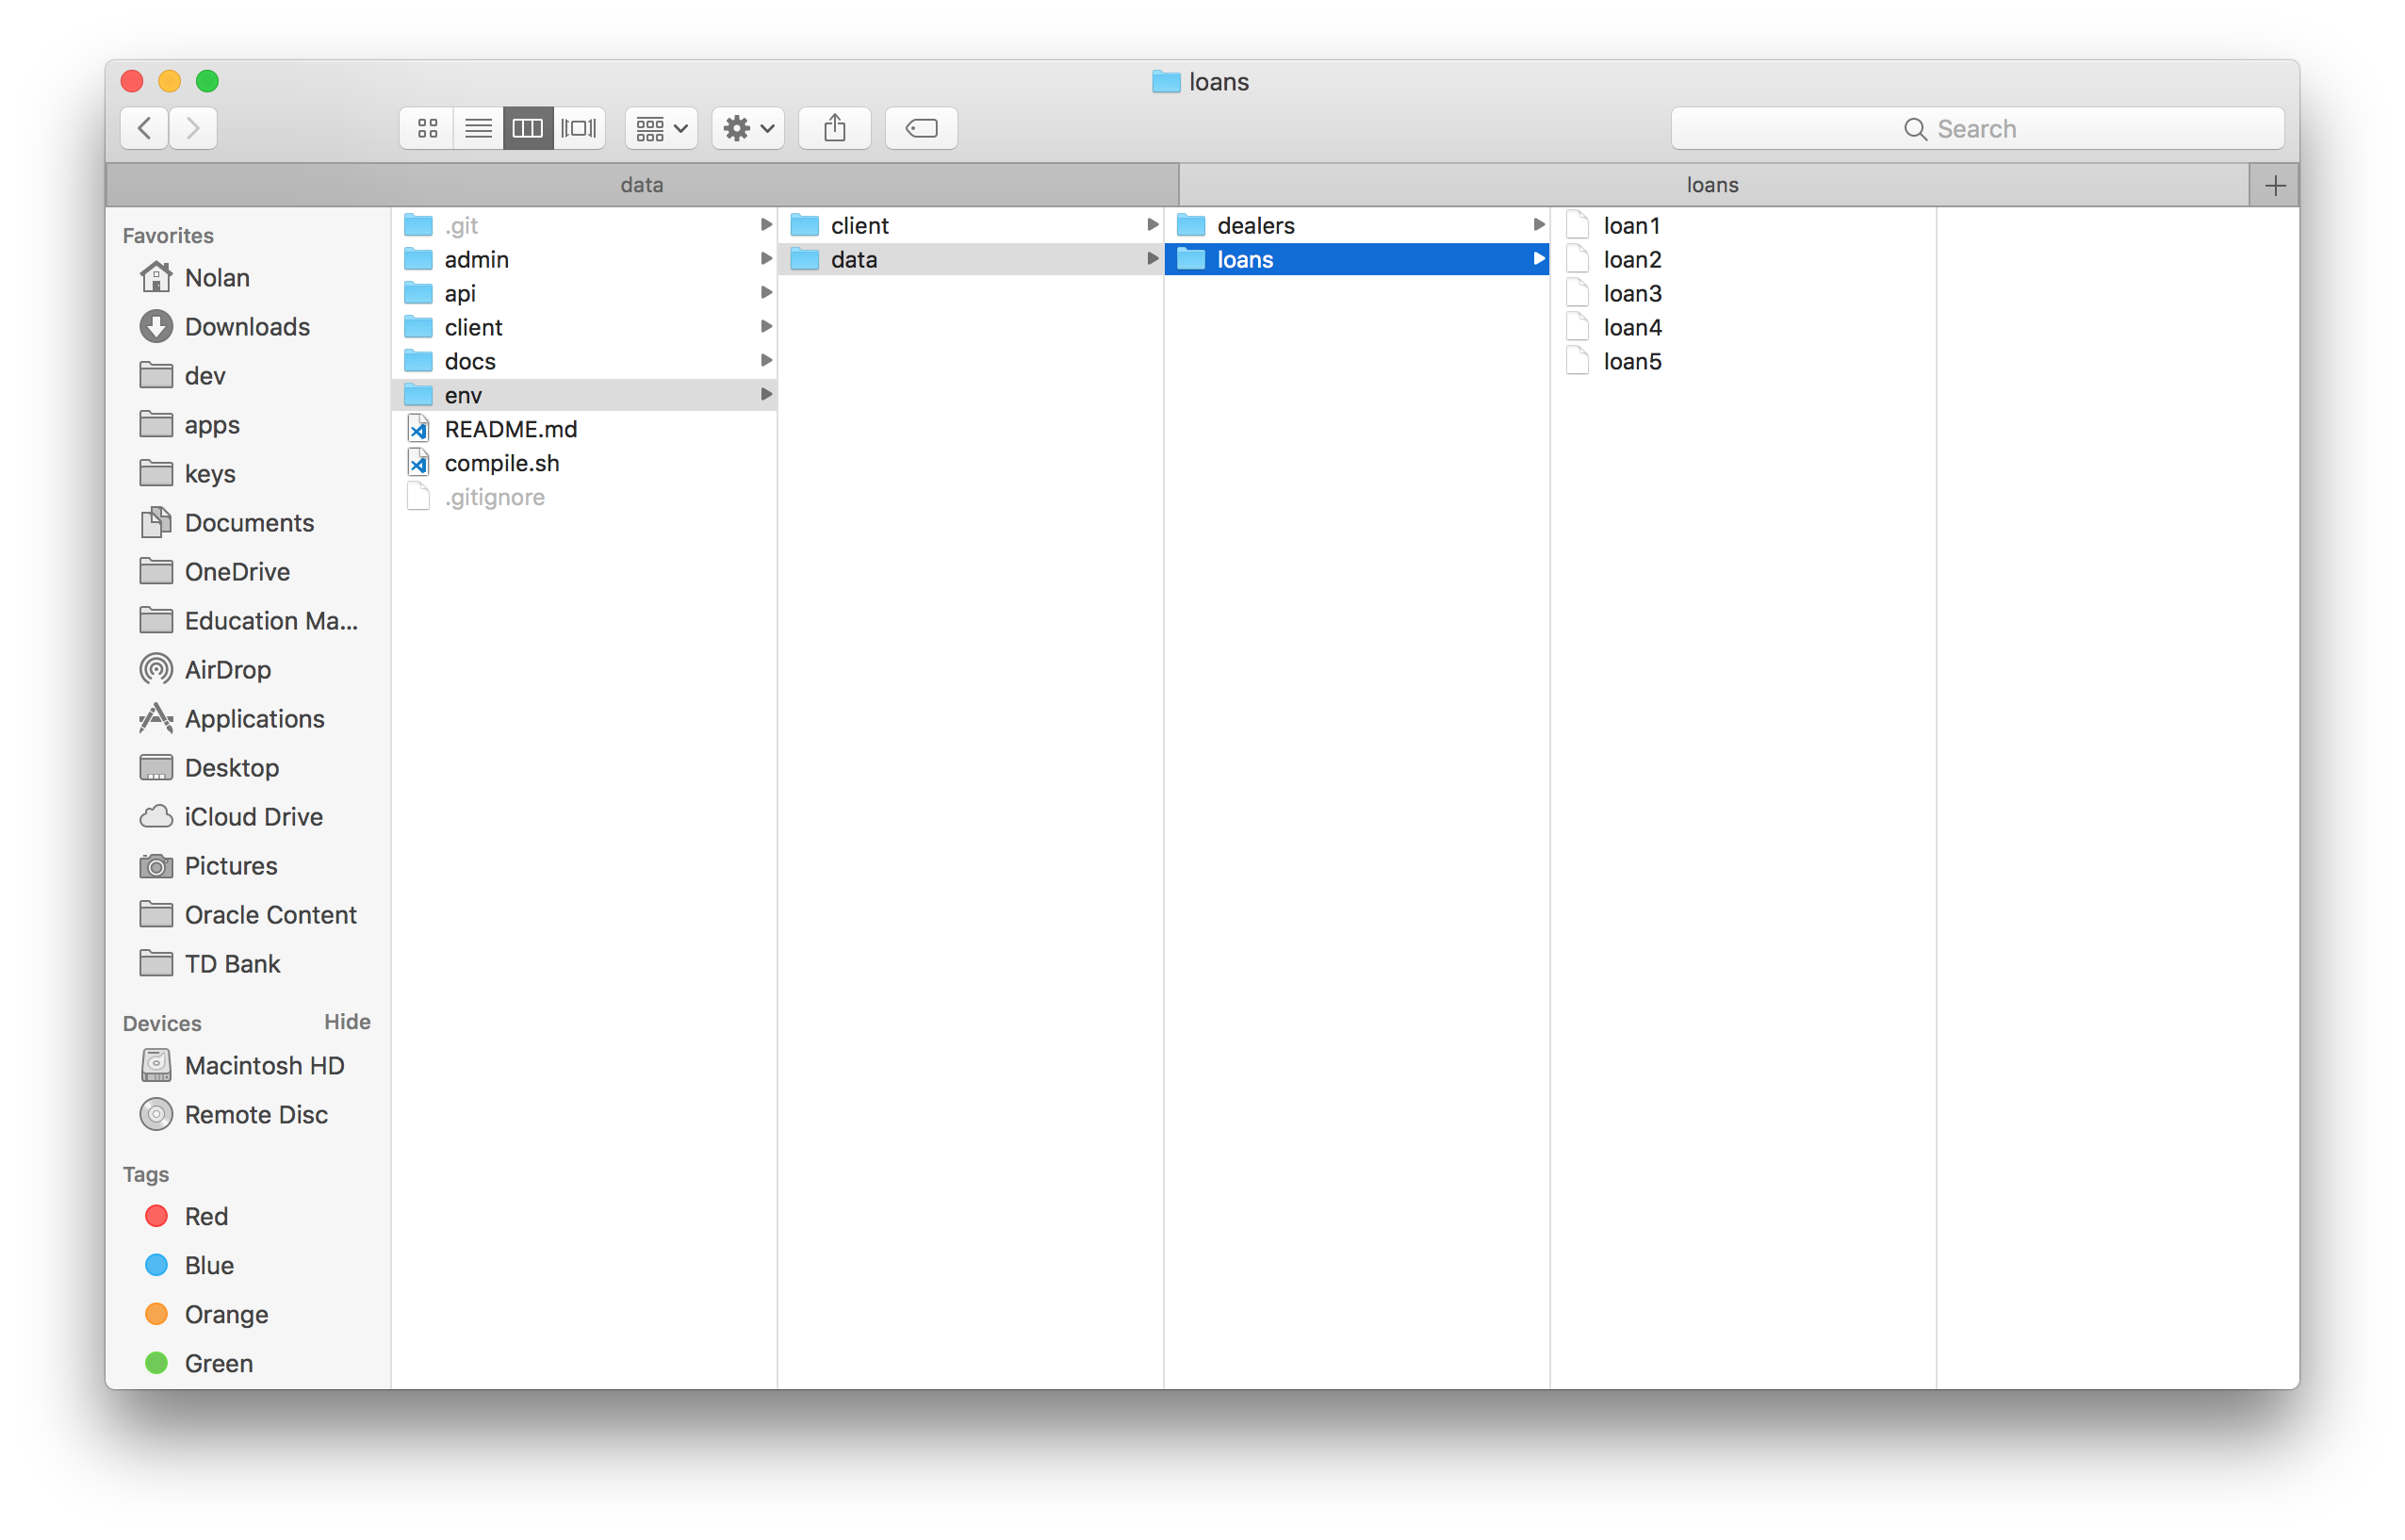 loans
Search
data
loans
Favorites
Nolan
Downloads
dev
apps
keys
Documents
OneDrive
Education Ma...
AirDrop
Applications
Desktop
iCloud Drive
Pictures
Oracle Content
TD Bank
Devices
Hide
Macintosh HD
Remote Disc
Tags
Red
Blue
Orange
Green
.git
admin
api
client
docs
env
README.md
compile.sh
.gitignore
client
data
dealers
loans
loan1
loan2
loan3
loan4
loan5